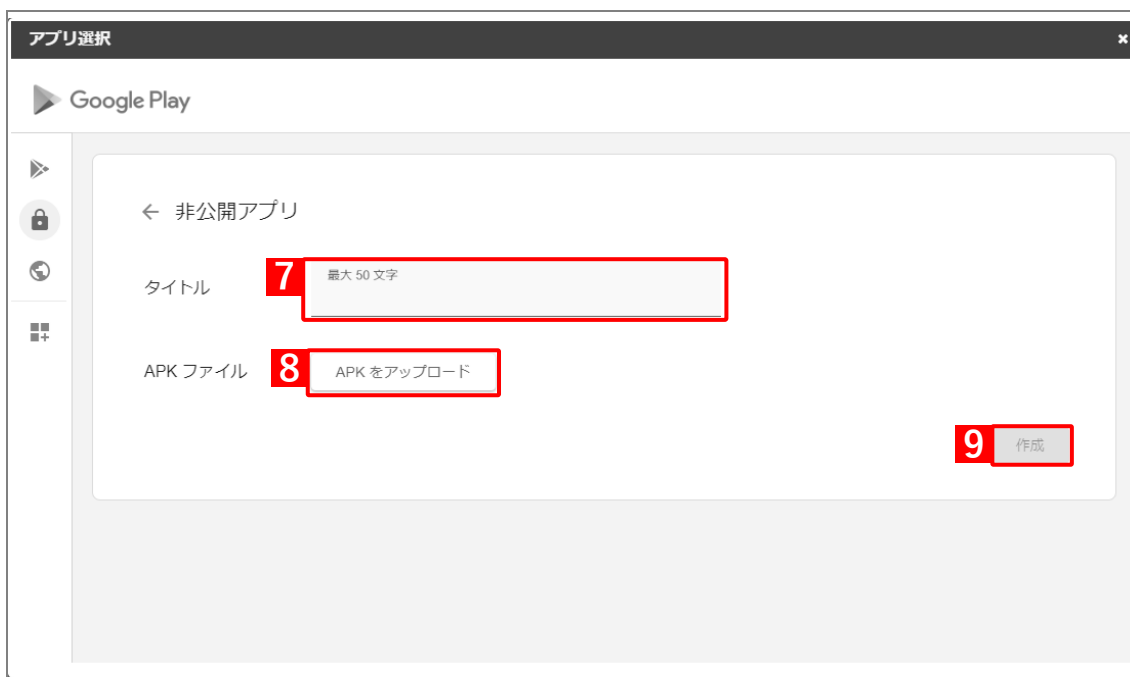 アプリ選択
Google Play
← 非公開アプリ
タイトル
7
最大 50 文字
APK ファイル
8
APK をアップロード
9
作成